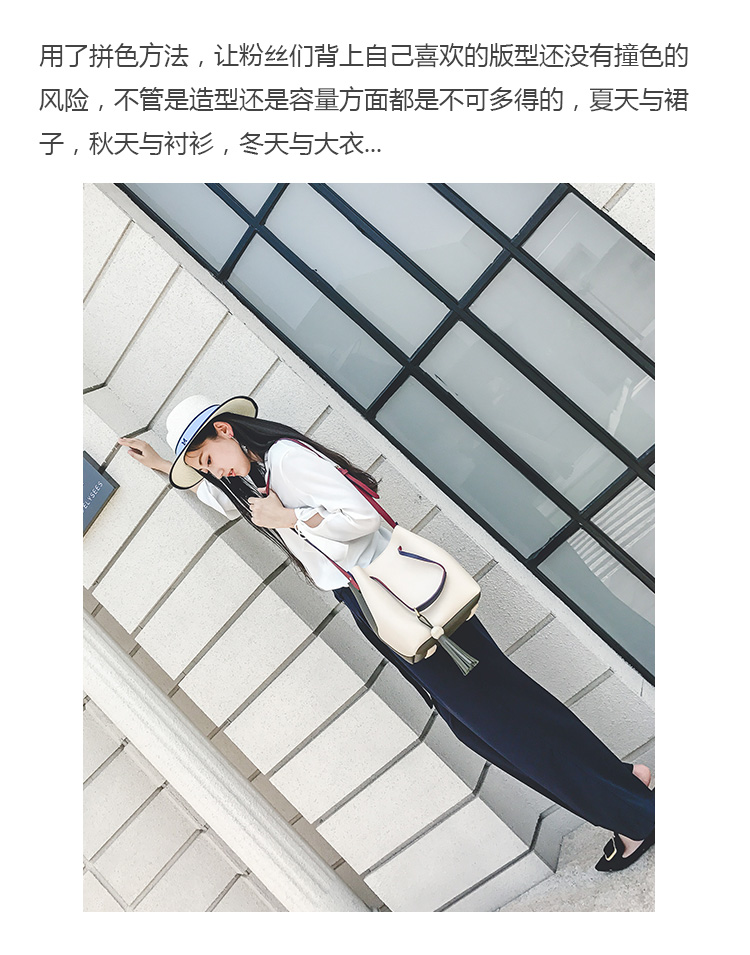 用了拼色方法，让粉丝们背上自己喜欢的版型还没有撞色的
风险，不管是造型还是容量方面都是不可多得的，夏天与裙
子，秋天与衬衫，冬天与大衣...
ELYSEES
M